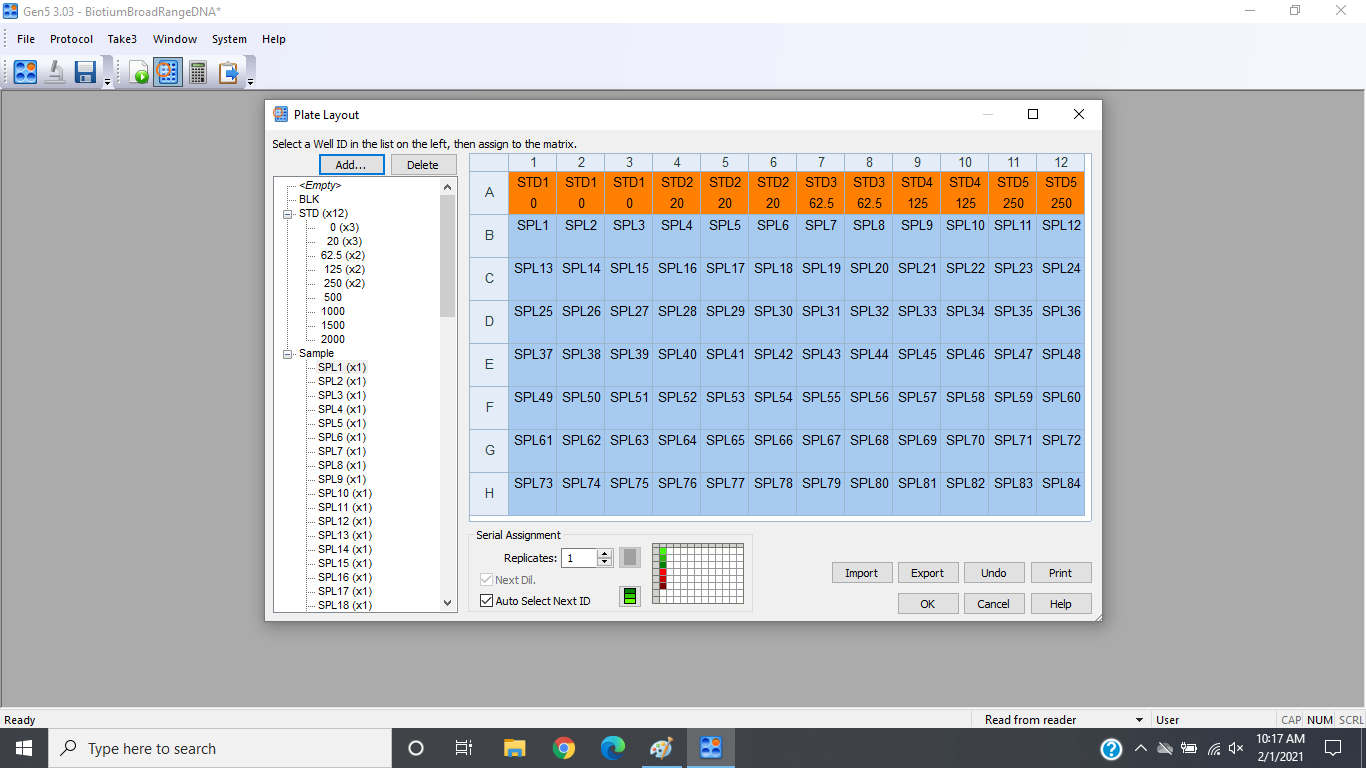 Gen5 3.03 - BiotiumBroadRangeDNA*
File Protocol Take3 Window System Help
Plate Layout
Select a Well ID in the list on the left, then assign to the matrix.
Add... Delete
<Empty>
BLK
STD (x12)
0 (x3)
20 (x3)
62.5 (x2)
125 (x2)
250 (x2)
500
1000
1500
2000
Sample
SPL1 (x1)
SPL2 (x1)
SPL3 (x1)
SPL4 (x1)
SPL5 (x1)
SPL6 (x1)
SPL7 (x1)
SPL8 (x1)
SPL9 (x1)
SPL10 (x1)
SPL11 (x1)
SPL12 (x1)
SPL13 (x1)
SPL14 (x1)
SPL15 (x1)
SPL16 (x1)
SPL17 (x1)
SPL18 (x1)
1 2 3 4 5 6 7 8 9 10 11 12
A STD1 STD1 STD1 STD2 STD2 STD2 STD3 STD3 STD4 STD4 STD5 STD5
0 0 0 20 20 20 62.5 62.5 125 125 250 250
B SPL1 SPL2 SPL3 SPL4 SPL5 SPL6 SPL7 SPL8 SPL9 SPL10 SPL11 SPL12
C SPL13 SPL14 SPL15 SPL16 SPL17 SPL18 SPL19 SPL20 SPL21 SPL22 SPL23 SPL24
D SPL25 SPL26 SPL27 SPL28 SPL29 SPL30 SPL31 SPL32 SPL33 SPL34 SPL35 SPL36
E SPL37 SPL38 SPL39 SPL40 SPL41 SPL42 SPL43 SPL44 SPL45 SPL46 SPL47 SPL48
F SPL49 SPL50 SPL51 SPL52 SPL53 SPL54 SPL55 SPL56 SPL57 SPL58 SPL59 SPL60
G SPL61 SPL62 SPL63 SPL64 SPL65 SPL66 SPL67 SPL68 SPL69 SPL70 SPL71 SPL72
H SPL73 SPL74 SPL75 SPL76 SPL77 SPL78 SPL79 SPL80 SPL81 SPL82 SPL83 SPL84
Serial Assignment
Replicates: 1
Next Dil.
Auto Select Next ID
Import Export Undo Print
OK Cancel Help
Ready Read from reader User CAP NUM SCRL
Type here to search
10:17 AM
2/1/2021